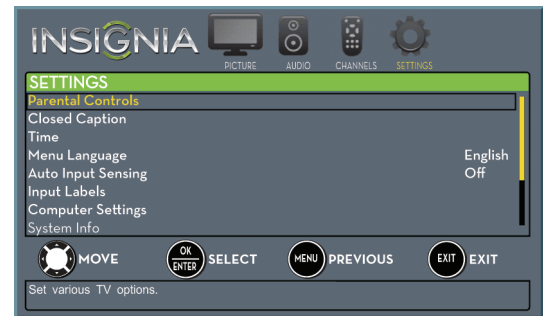 INSIGNIA
PICTURE AUDIO CHANNELS SETTINGS
SETTINGS
Parental Controls
Closed Caption
Time
Menu Language English
Auto Input Sensing Off
Input Labels
Computer Settings
System Info
MOVE OK ENTER SELECT MENU PREVIOUS EXIT EXIT
Set various TV options.